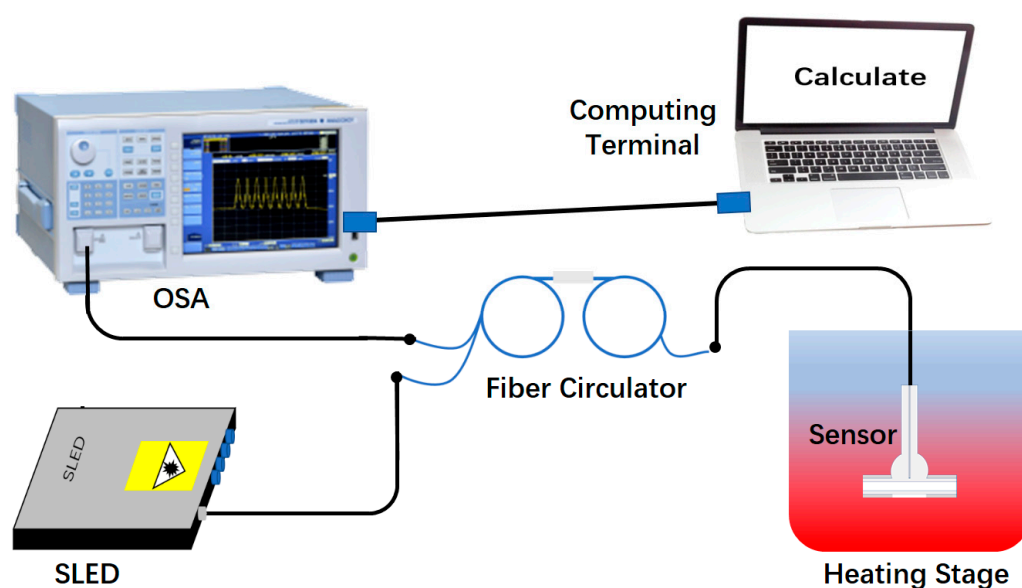 Calculate
Computing
Terminal
OSA
Fiber Circulator
Sensor
SLED
SLED
Heating Stage